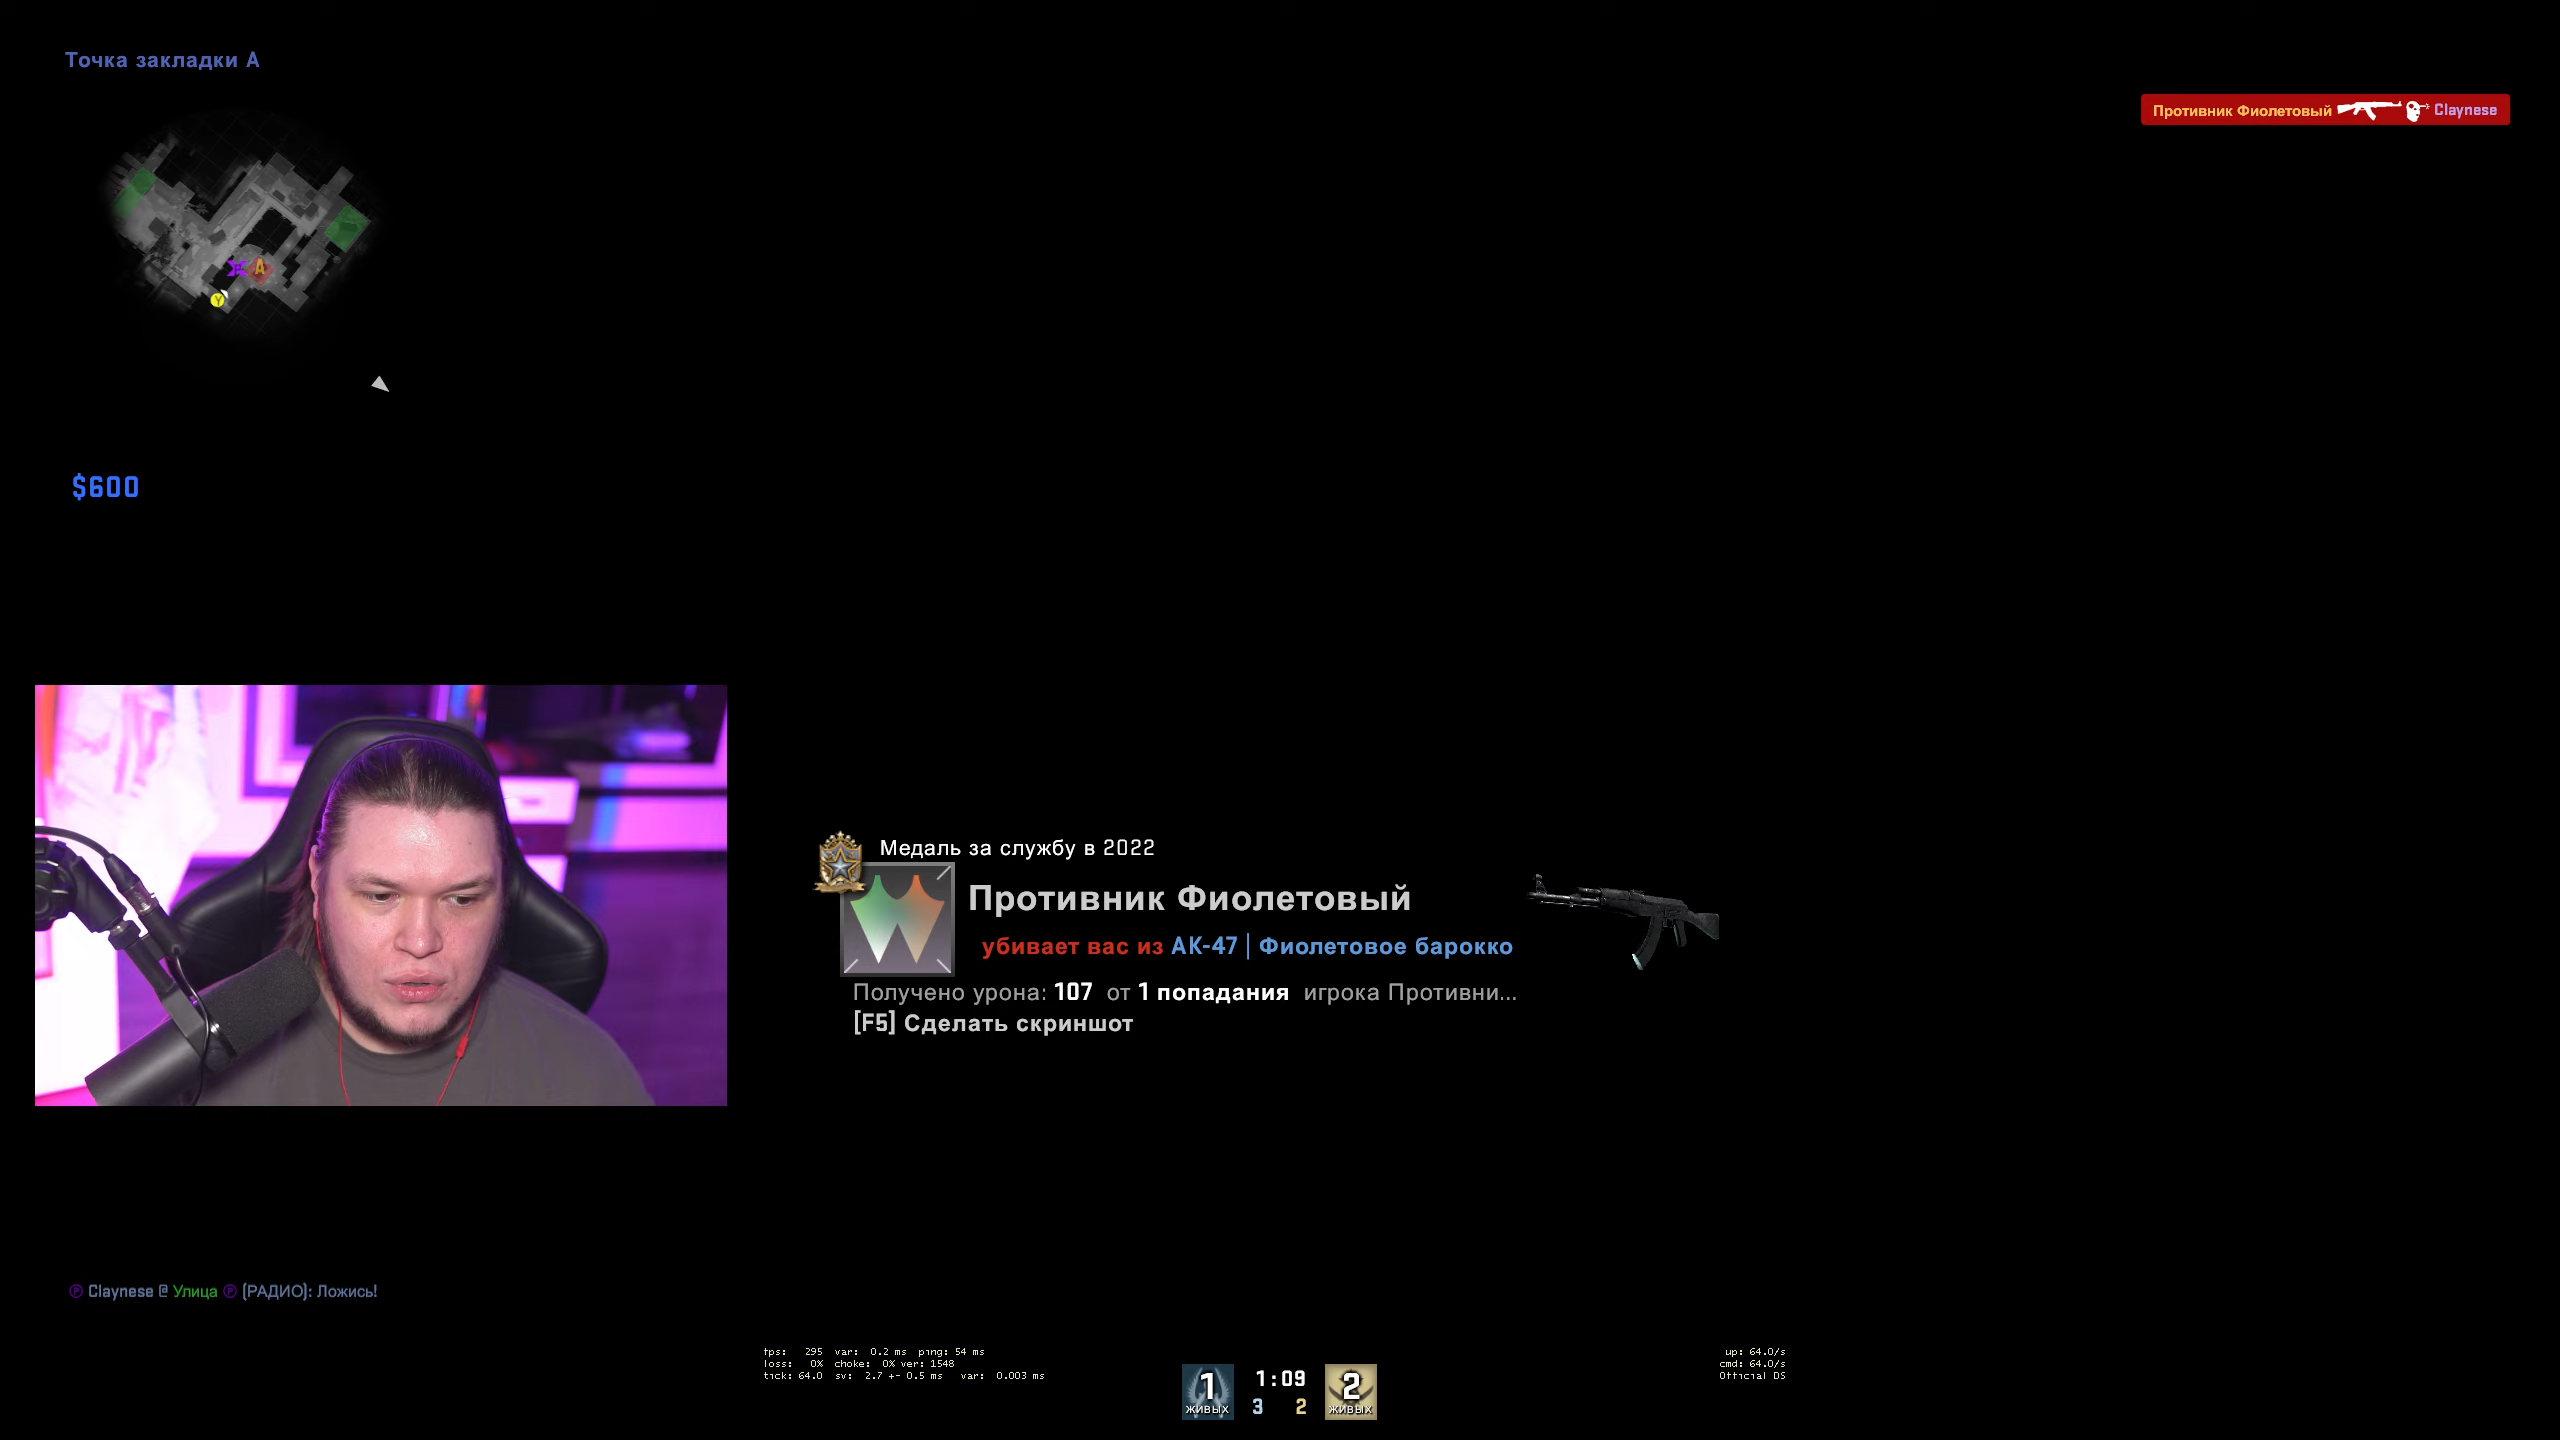 Точка закладки А
Противник Фиолетовый Claynese
A
Y
$600
Медаль за службу в 2022
Противник Фиолетовый
убивает вас из АК-47 | Фиолетовое барокко
Получено урона: 107 от 1 попадания игрока Противни...
[F5] Сделать скриншот
Ⓟ Claynese @ Улица Ⓟ (РАДИО): Ложись!
fps: 295 var: 0.2 ms ping: 54 ms
loss: 0% choke: 0% ver: 1548
tick: 64.0 sv: 2.7 +- 0.5 ms var: 0.003 ms
up: 64.0/s
cmd: 64.0/s
Official DS
1 1:09 2
живых 3 2 живых